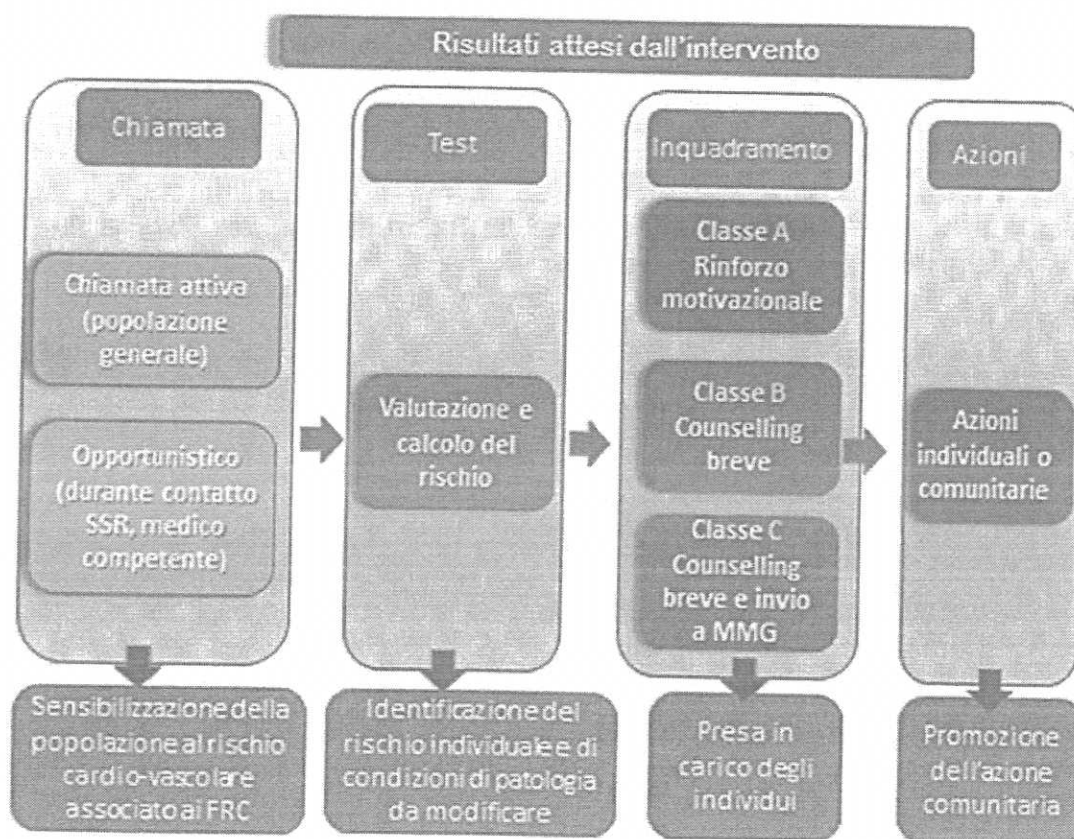 Risultati attesi dall'intervento
Chiamata
Chiamata attiva
(popolazione
generale)
Opportunistico
(durante contatto
SSR, medico
competente)
Sensibilizzazione della
popolazione al rischio
cardio-vascolare
associato ai FRC
Test
Valutazione e
calcolo del
rischio
Identificazione del
rischio individuale e di
condizioni di patologia
da modificare
Inquadramento
Classe A
Rinforzo
motivazionale
Classe B
Counselling
breve
Classe C
Counselling
breve e invio
a MMG
Presa in
carico degli
individui
Azioni
Azioni
individuali o
comunitarie
Promozione
dell'azione
comunitaria